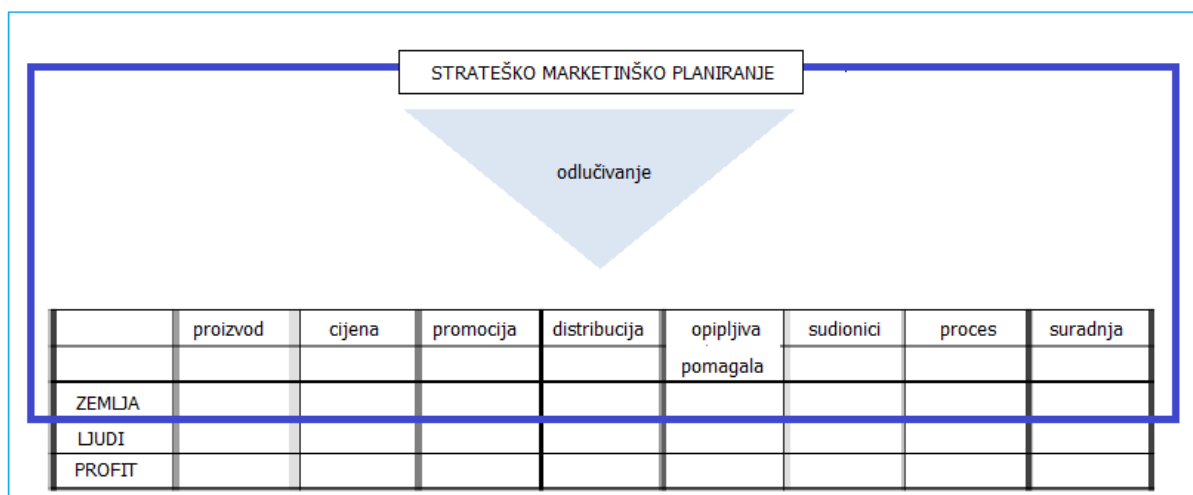 STRATEŠKO MARKETINŠKO PLANIRANJE
odlučivanje
proizvod cijena promocija distribucija opipljiva sudionici proces suradnja
pomagala
ZEMLJA
LJUDI
PROFIT